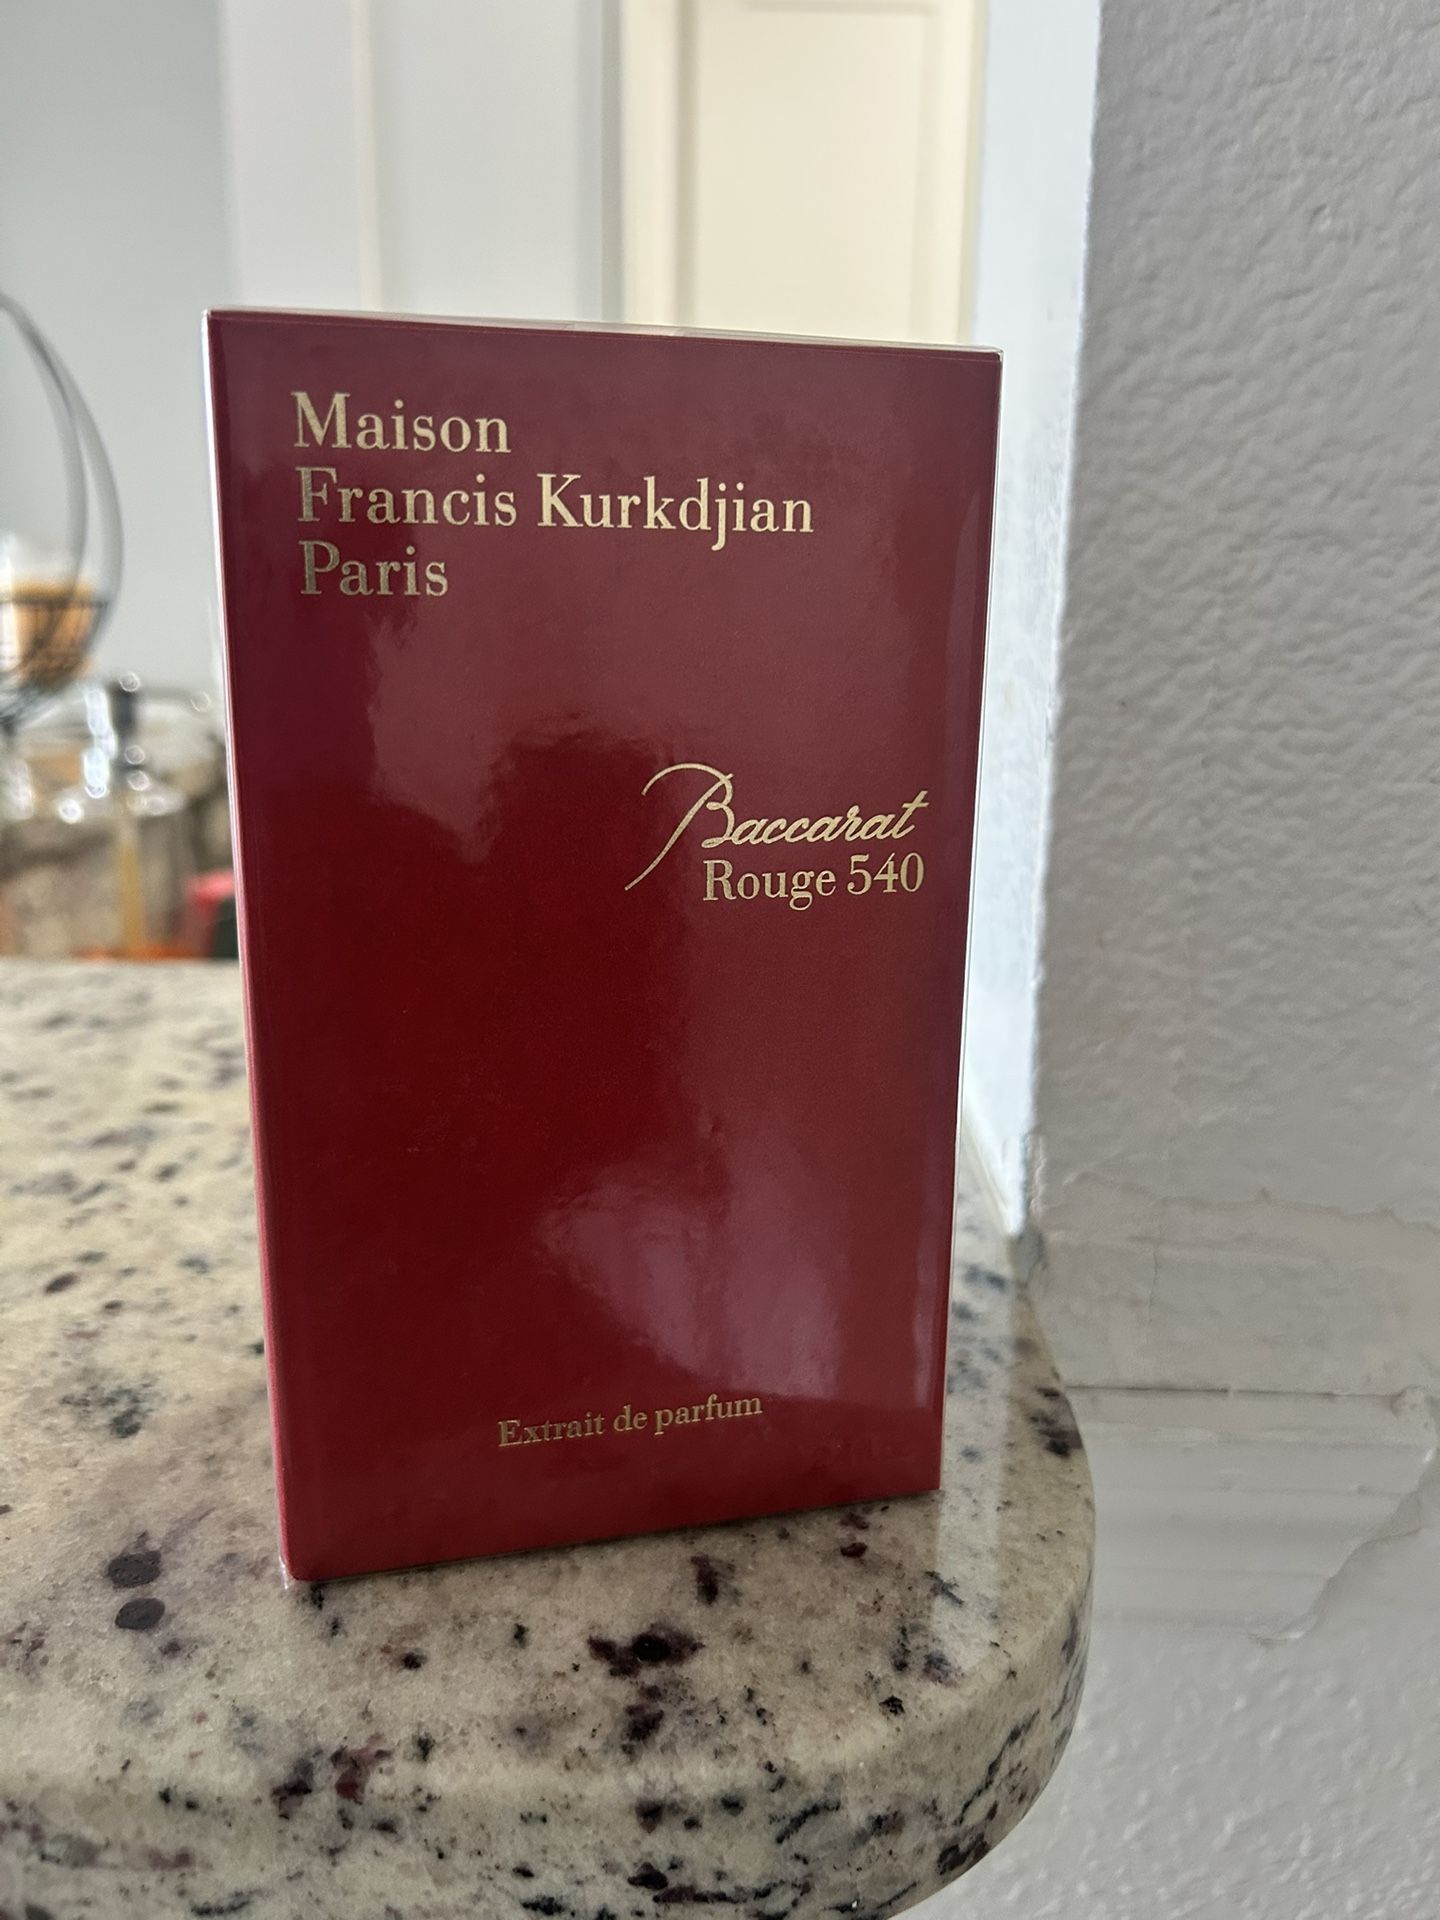 Maison
Francis Kurkdjian
Paris
Baccarat
Rouge 540
Extrait de parfum